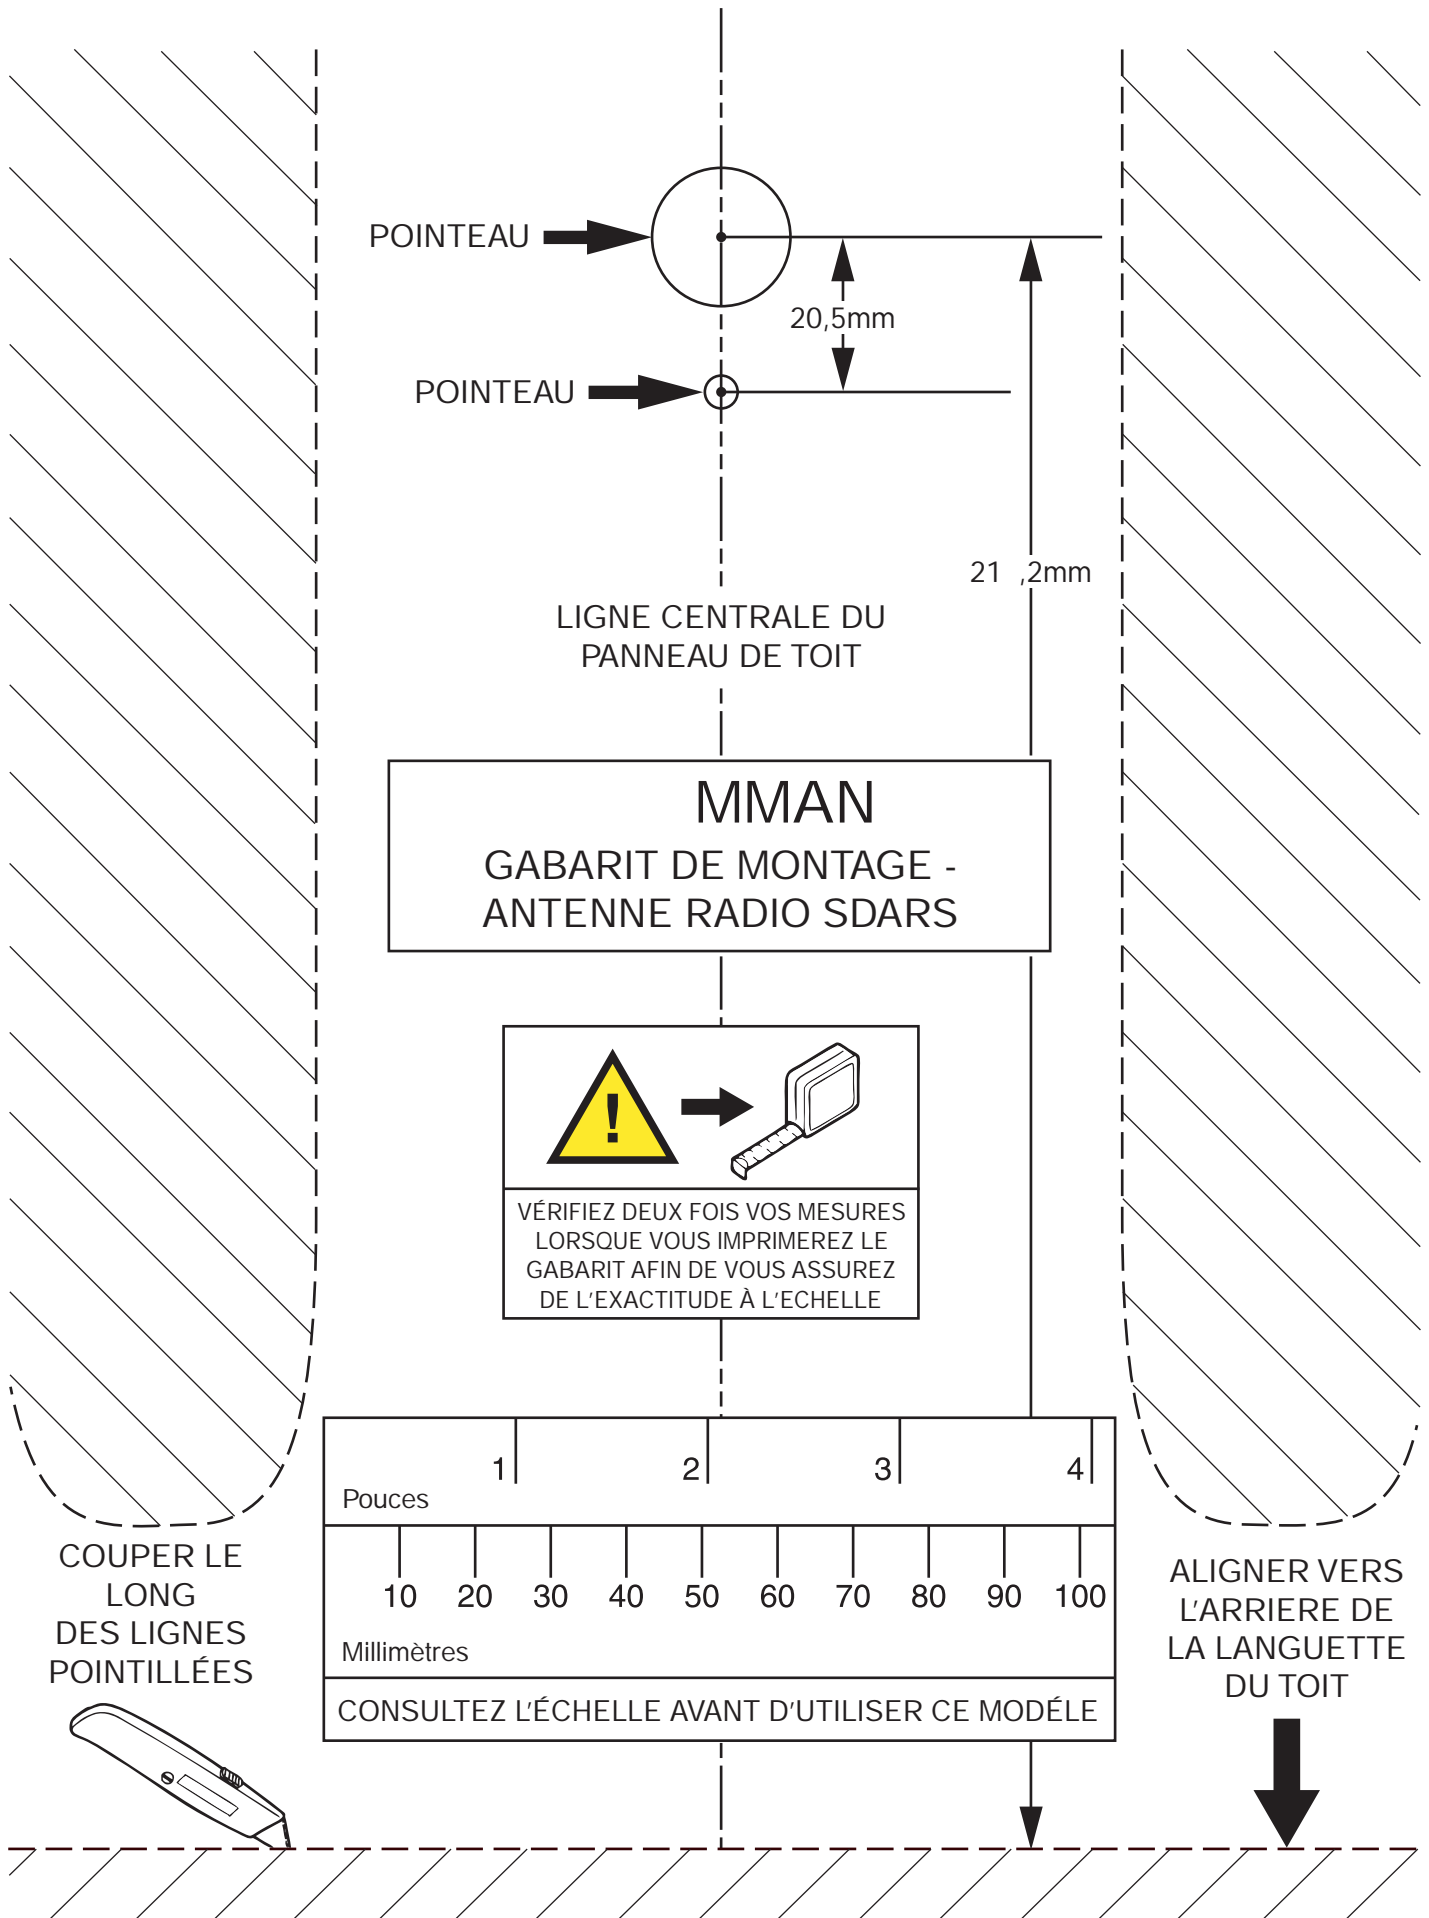 POINTEAU
20,5mm
POINTEAU
21 ,2mm
LIGNE CENTRALE DU
PANNEAU DE TOIT
MMAN
GABARIT DE MONTAGE -
ANTENNE RADIO SDARS
!
VÉRIFIEZ DEUX FOIS VOS MESURES
LORSQUE VOUS IMPRIMEREZ LE
GABARIT AFIN DE VOUS ASSUREZ
DE L'EXACTITUDE À L'ECHELLE
1 2 3 4
Pouces
10 20 30 40 50 60 70 80 90 100
Millimètres
CONSULTEZ L'ÉCHELLE AVANT D'UTILISER CE MODÉLE
COUPER LE
LONG
DES LIGNES
POINTILLÉES
ALIGNER VERS
L'ARRIERE DE
LA LANGUETTE
DU TOIT